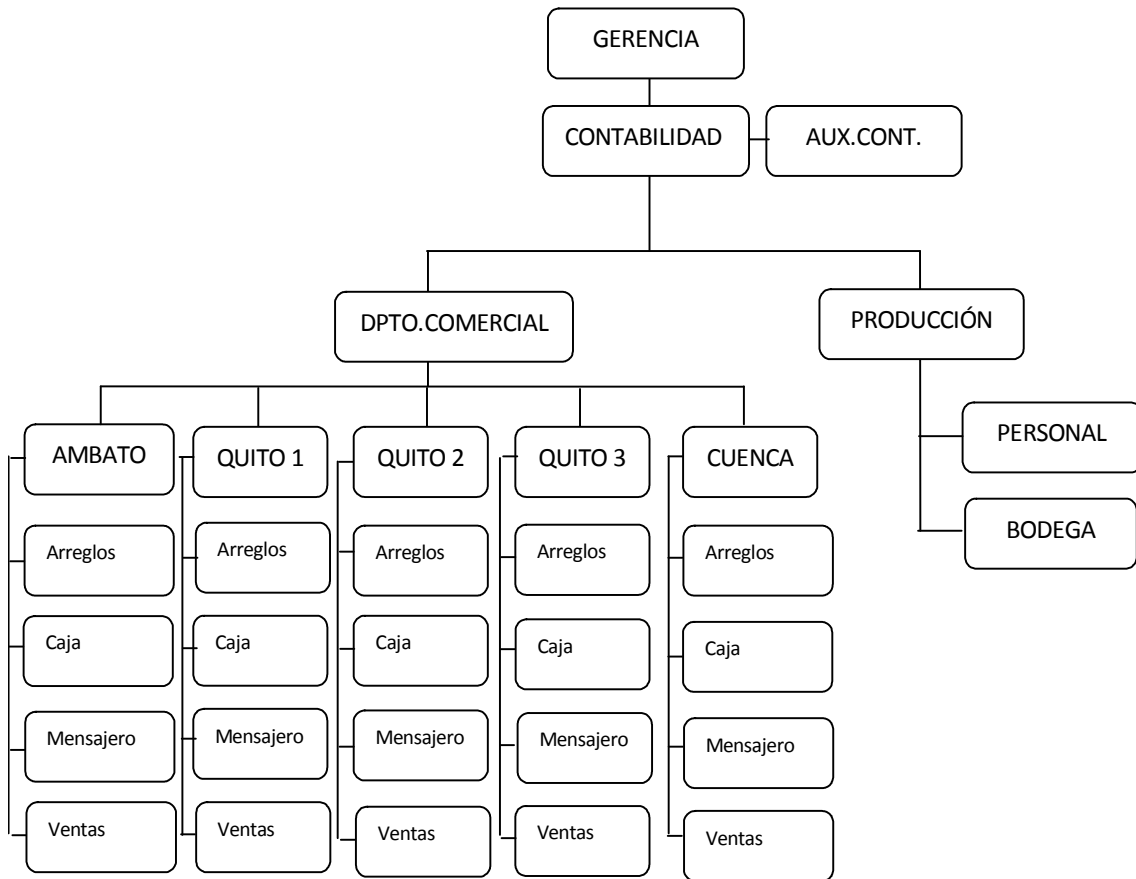 GERENCIA
CONTABILIDAD
AUX.CONT.
DPTO.COMERCIAL
PRODUCCIÓN
PERSONAL
BODEGA
AMBATO
QUITO 1
QUITO 2
QUITO 3
CUENCA
Arreglos
Arreglos
Arreglos
Arreglos
Arreglos
Caja
Caja
Caja
Caja
Caja
Mensajero
Mensajero
Mensajero
Mensajero
Mensajero
Ventas
Ventas
Ventas
Ventas
Ventas